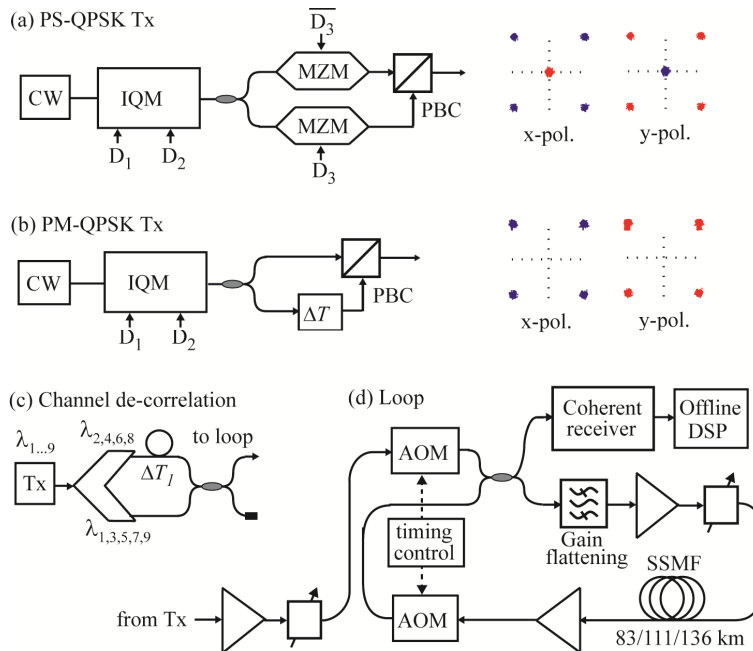 (a) PS-QPSK Tx
D̅₃
CW
IQM
MZM
MZM
PBC
D₁ D₂
D₃
x-pol.
y-pol.
(b) PM-QPSK Tx
CW
IQM
ΔT
PBC
D₁ D₂
x-pol.
y-pol.
(c) Channel de-correlation
λ₁...₉
λ₂,₄,₆,₈
Tx
ΔT₁
to loop
λ₁,₃,₅,₇,₉
from Tx
(d) Loop
AOM
timing
control
AOM
Coherent
receiver
Offline
DSP
Gain
flattening
SSMF
83/111/136 km